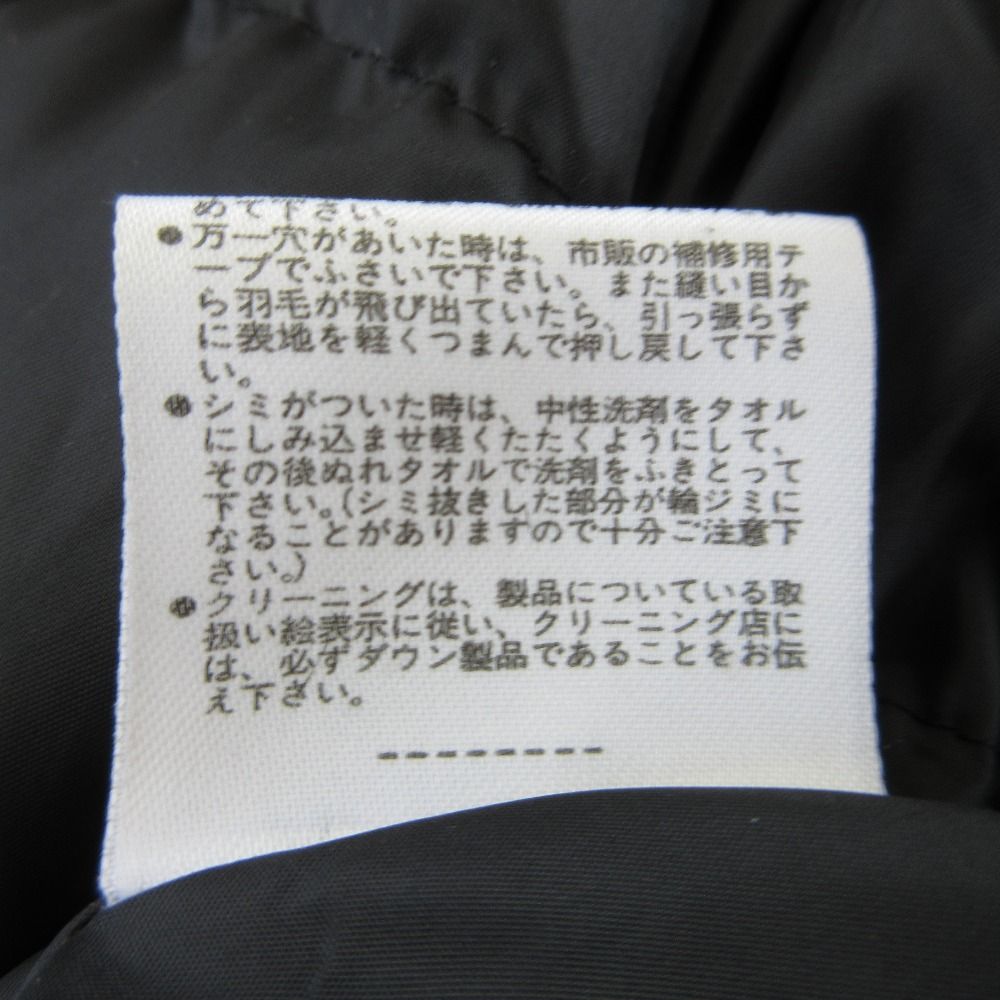 めて下さい。
●万一穴があいた時は、市販の補修用テ
ープでふさいで下さい。また縫い目か
ら羽毛が飛び出ていたら、引っ張らず
に表地を軽くつまんで押し戻して下さ
い。
●シミがついた時は、中性洗剤をタオル
にしみ込ませ軽くたたくようにして、
その後ぬれタオルで洗剤をふきとって
下さい。(シミ抜きした部分が輪ジミに
なることがありますので十分ご注意下
さい。)
●クリーニングは、製品についている取
扱い絵表示に従い、クリーニング店に
は、必ずダウン製品であることをお伝
え下さい。
--------